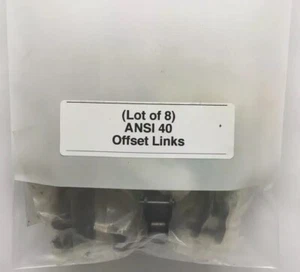 (Lot of 8)
ANSI 40
Offset Links